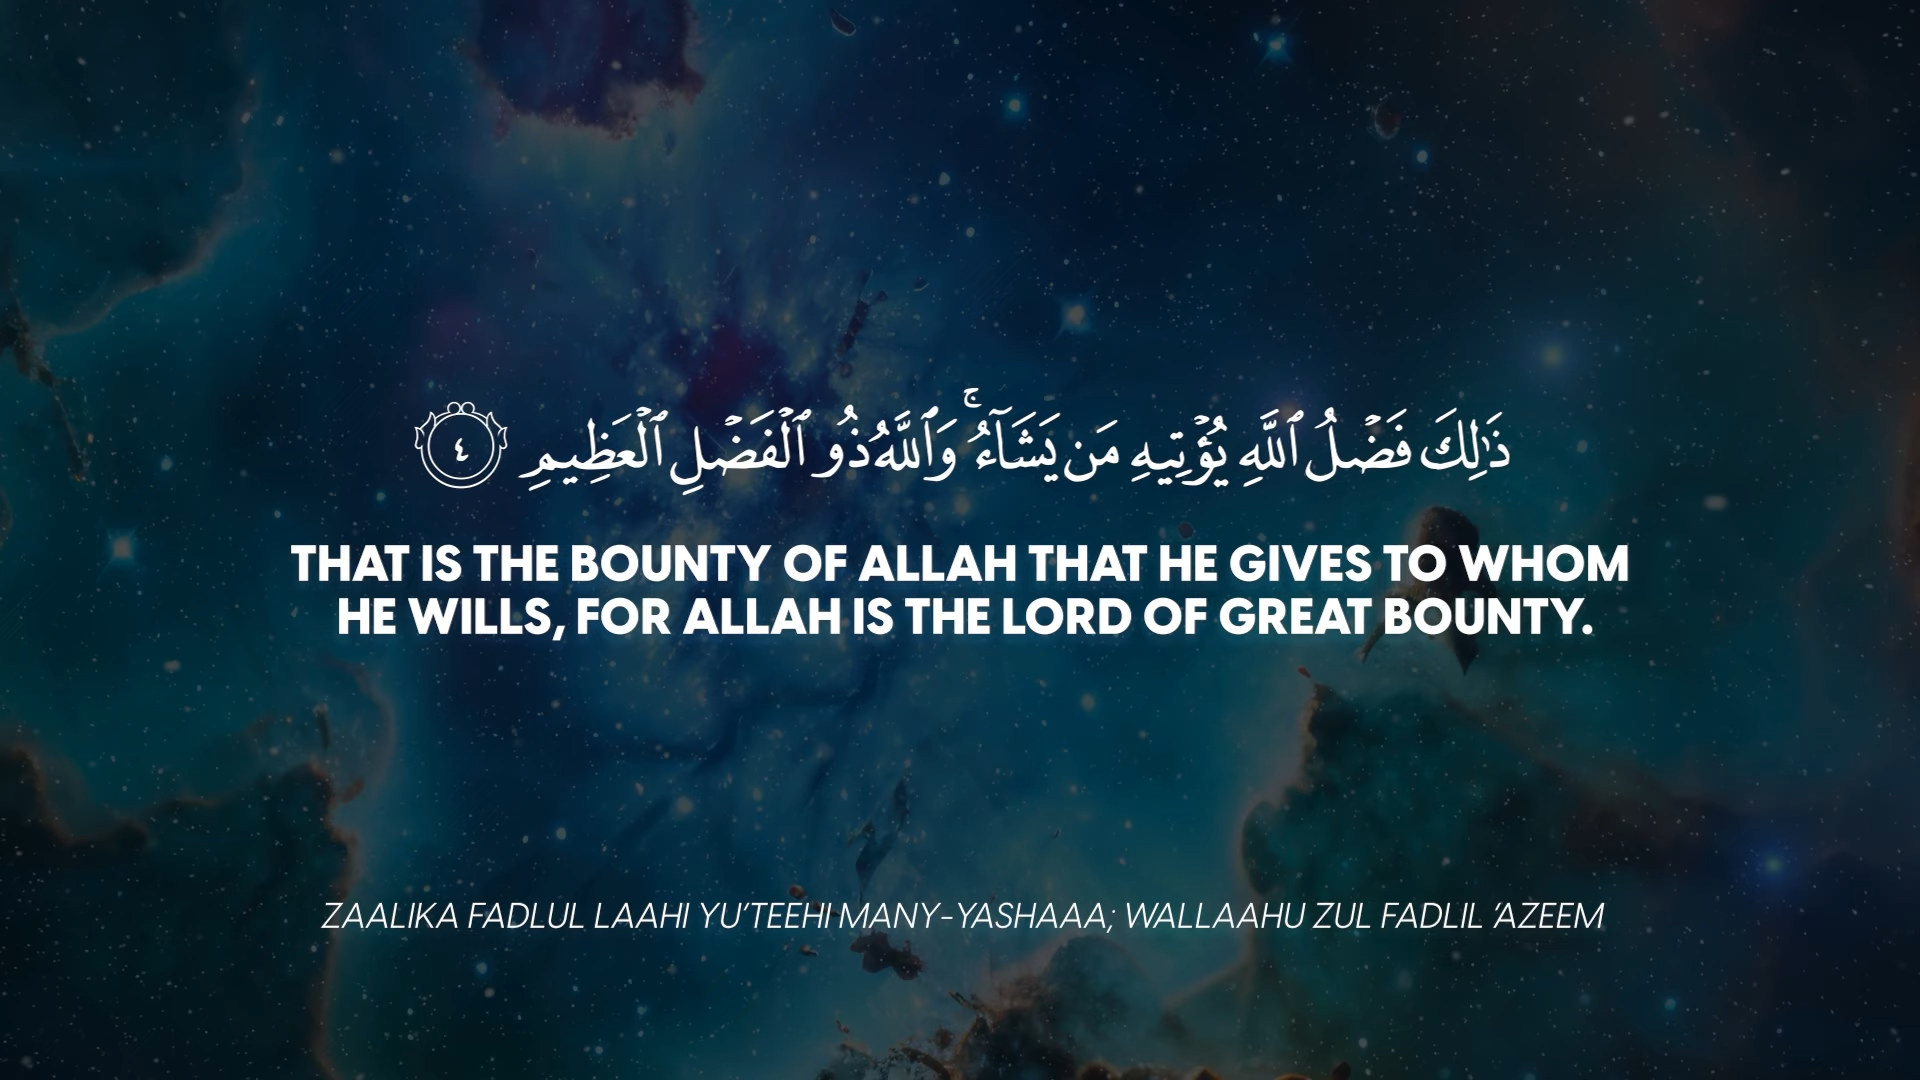 ذَٰلِكَ فَضْلُ ٱللَّهِ يُؤْتِيهِ مَن يَشَآءُ ۚ وَٱللَّهُ ذُو ٱلْفَضْلِ ٱلْعَظِيمِ ٤
THAT IS THE BOUNTY OF ALLAH THAT HE GIVES TO WHOM
HE WILLS, FOR ALLAH IS THE LORD OF GREAT BOUNTY.
ZAALIKA FADLUL LAAHI YU’TEEHI MANY-YASHAAA; WALLAAHU ZUL FADLIL ‘AZEEM